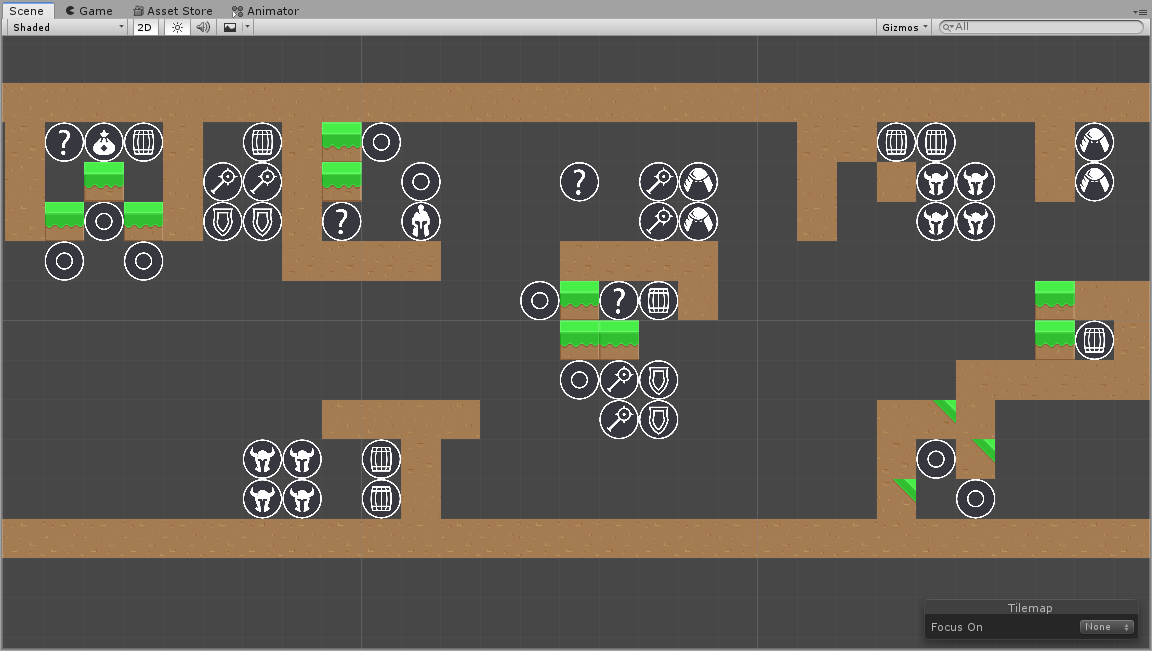 Scene Game Asset Store Animator
Shaded 2D Gizmos All
?
?
?
?
Tilemap
Focus On None